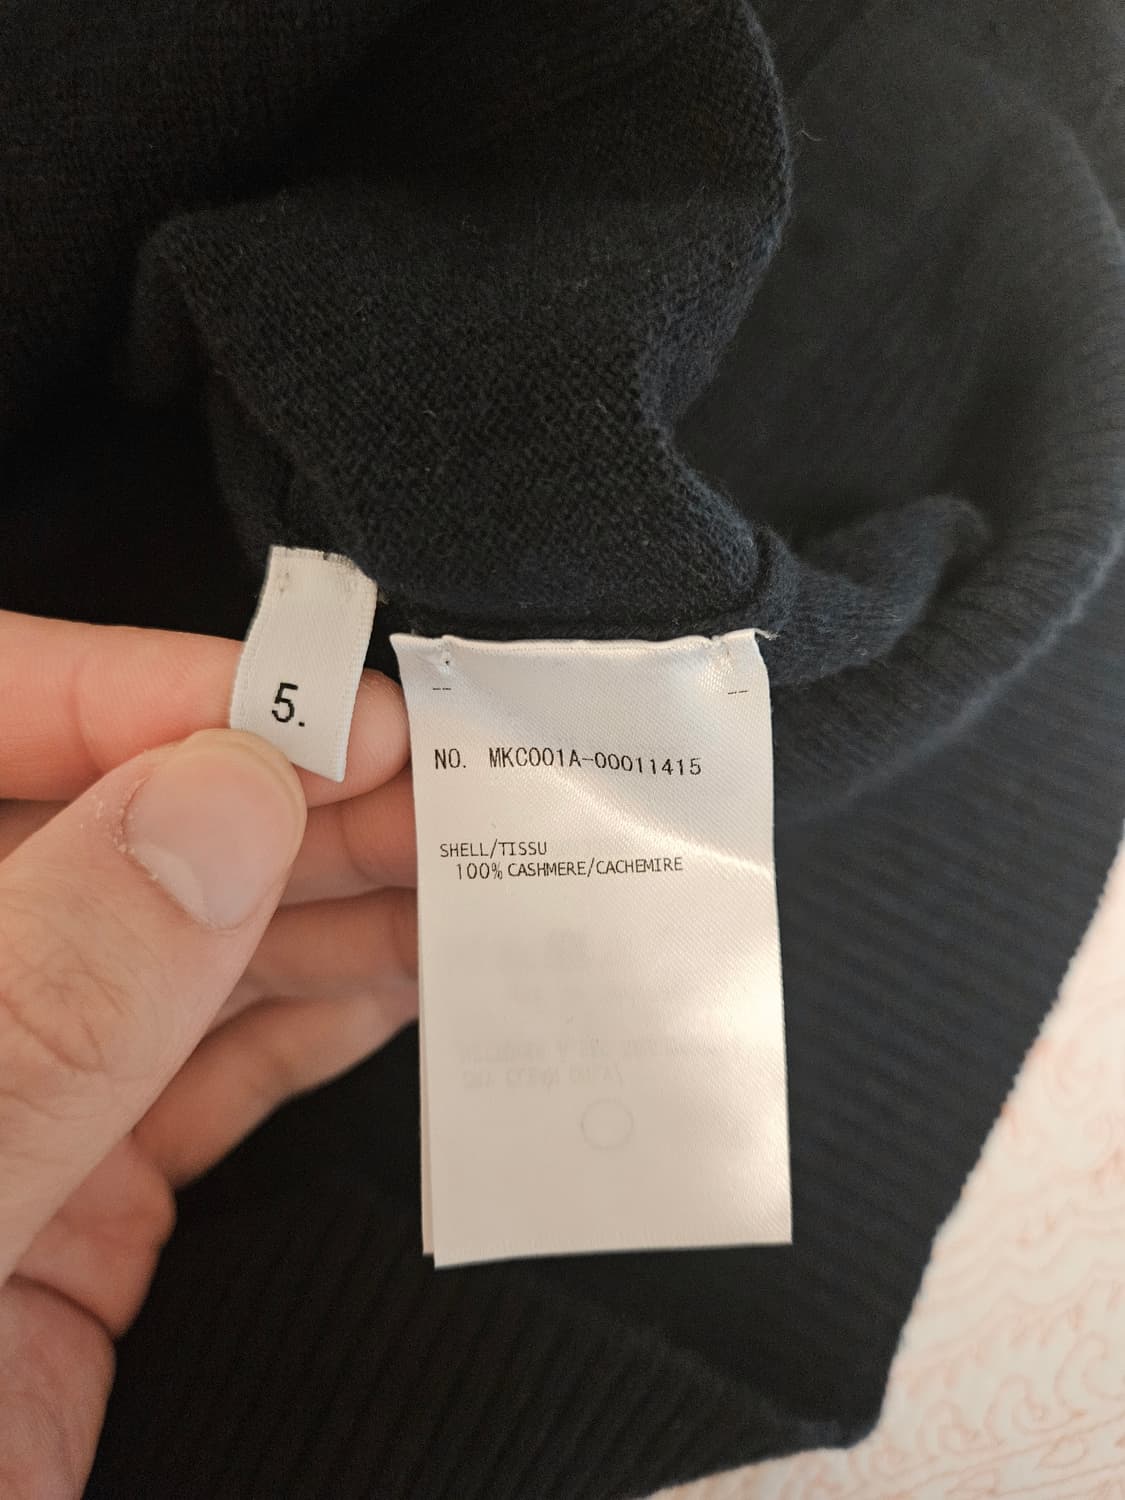 5.
NO. MKC001A-00011415
SHELL/TISSU
100% CASHMERE/CACHEMIRE